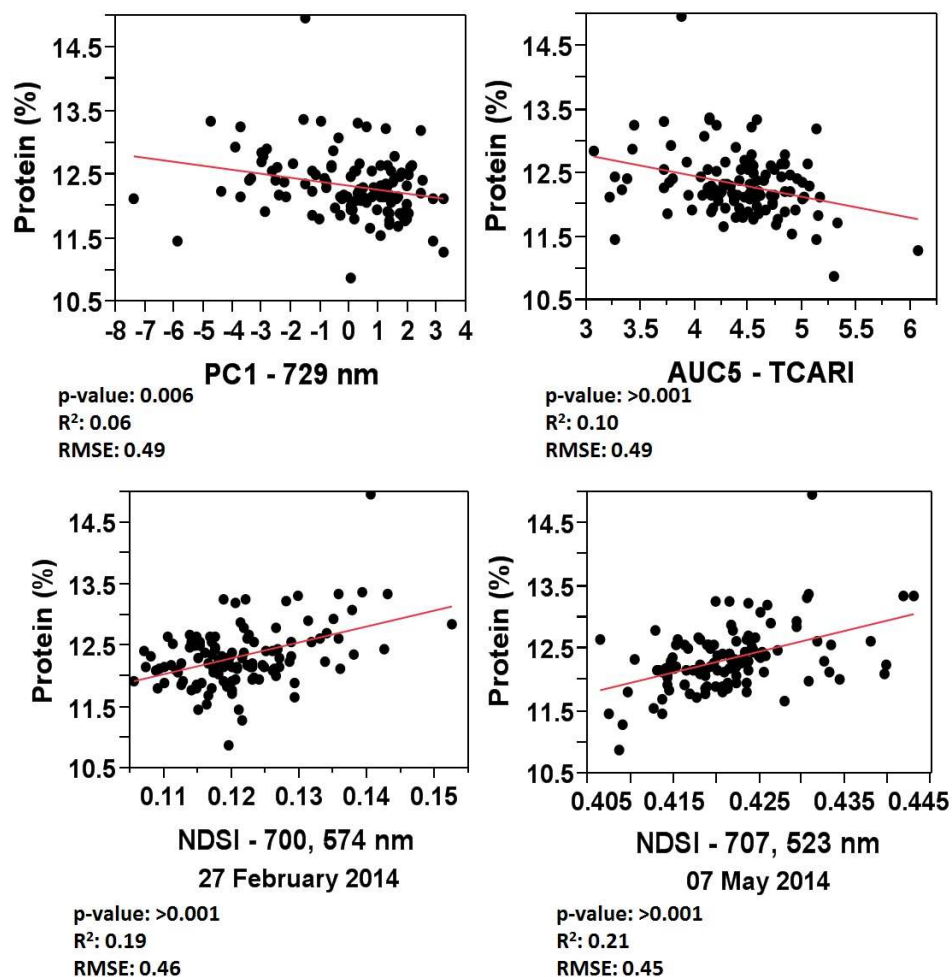 14.5
13.5
12.5
11.5
10.5
Protein (%)
-8 -7 -6 -5 -4 -3 -2 -1 0 1 2 3 4
PC1 - 729 nm
p-value: 0.006
R²: 0.06
RMSE: 0.49
14.5
13.5
12.5
11.5
10.5
Protein (%)
3 3.5 4 4.5 5 5.5 6
AUC5 - TCARI
p-value: >0.001
R²: 0.10
RMSE: 0.49
14.5
13.5
12.5
11.5
10.5
Protein (%)
0.11 0.12 0.13 0.14 0.15
NDSI - 700, 574 nm
27 February 2014
p-value: >0.001
R²: 0.19
RMSE: 0.46
14.5
13.5
12.5
11.5
10.5
Protein (%)
0.405 0.415 0.425 0.435 0.445
NDSI - 707, 523 nm
07 May 2014
p-value: >0.001
R²: 0.21
RMSE: 0.45